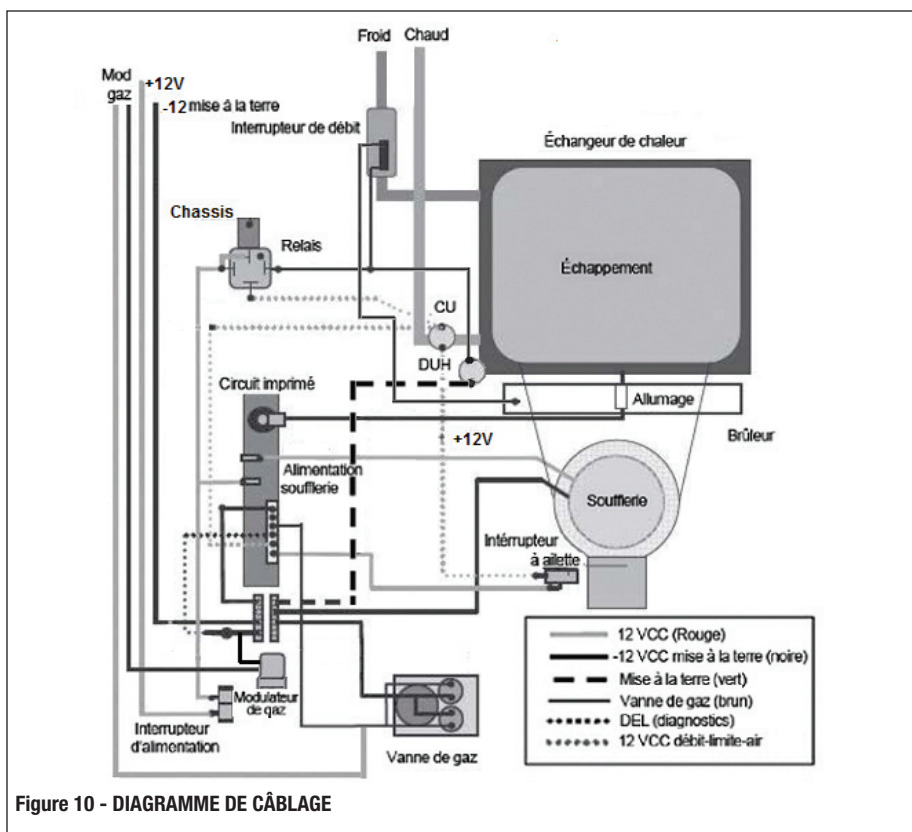 Froid
Chaud
Mod
gaz
+12V
-12 mise à la terre
Interrupteur de débit
Échangeur de chaleur
Chassis
Relais
Échappement
CU
DUH
Circuit imprimé
Allumage
+12V
Brûleur
Alimentation
soufflerie
Soufflerie
Intérrupteur
à ailette
Modulateur
de gaz
Interrupteur
d'alimentation
Vanne de gaz
12 VCC (Rouge)
-12 VCC mise à la terre (noire)
Mise à la terre (vert)
Vanne de gaz (brun)
DEL (diagnostics)
12 VCC débit-limite-air
Figure 10 - DIAGRAMME DE CÂBLAGE